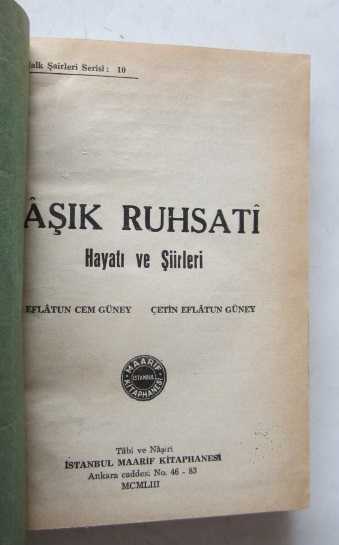 alk Şairleri Serisi: 10
ÂŞIK RUHSATÎ
Hayatı ve Şiirleri
EFLÂTUN CEM GÜNEY ÇETİN EFLÂTUN GÜNEY
MAARİF
İSTANBUL
KİTAPHANESİ
Tâbi ve Nâşıri
İSTANBUL MAARİF KİTAPHANESİ
Ankara caddesi No. 46 - 83
MCMLIII